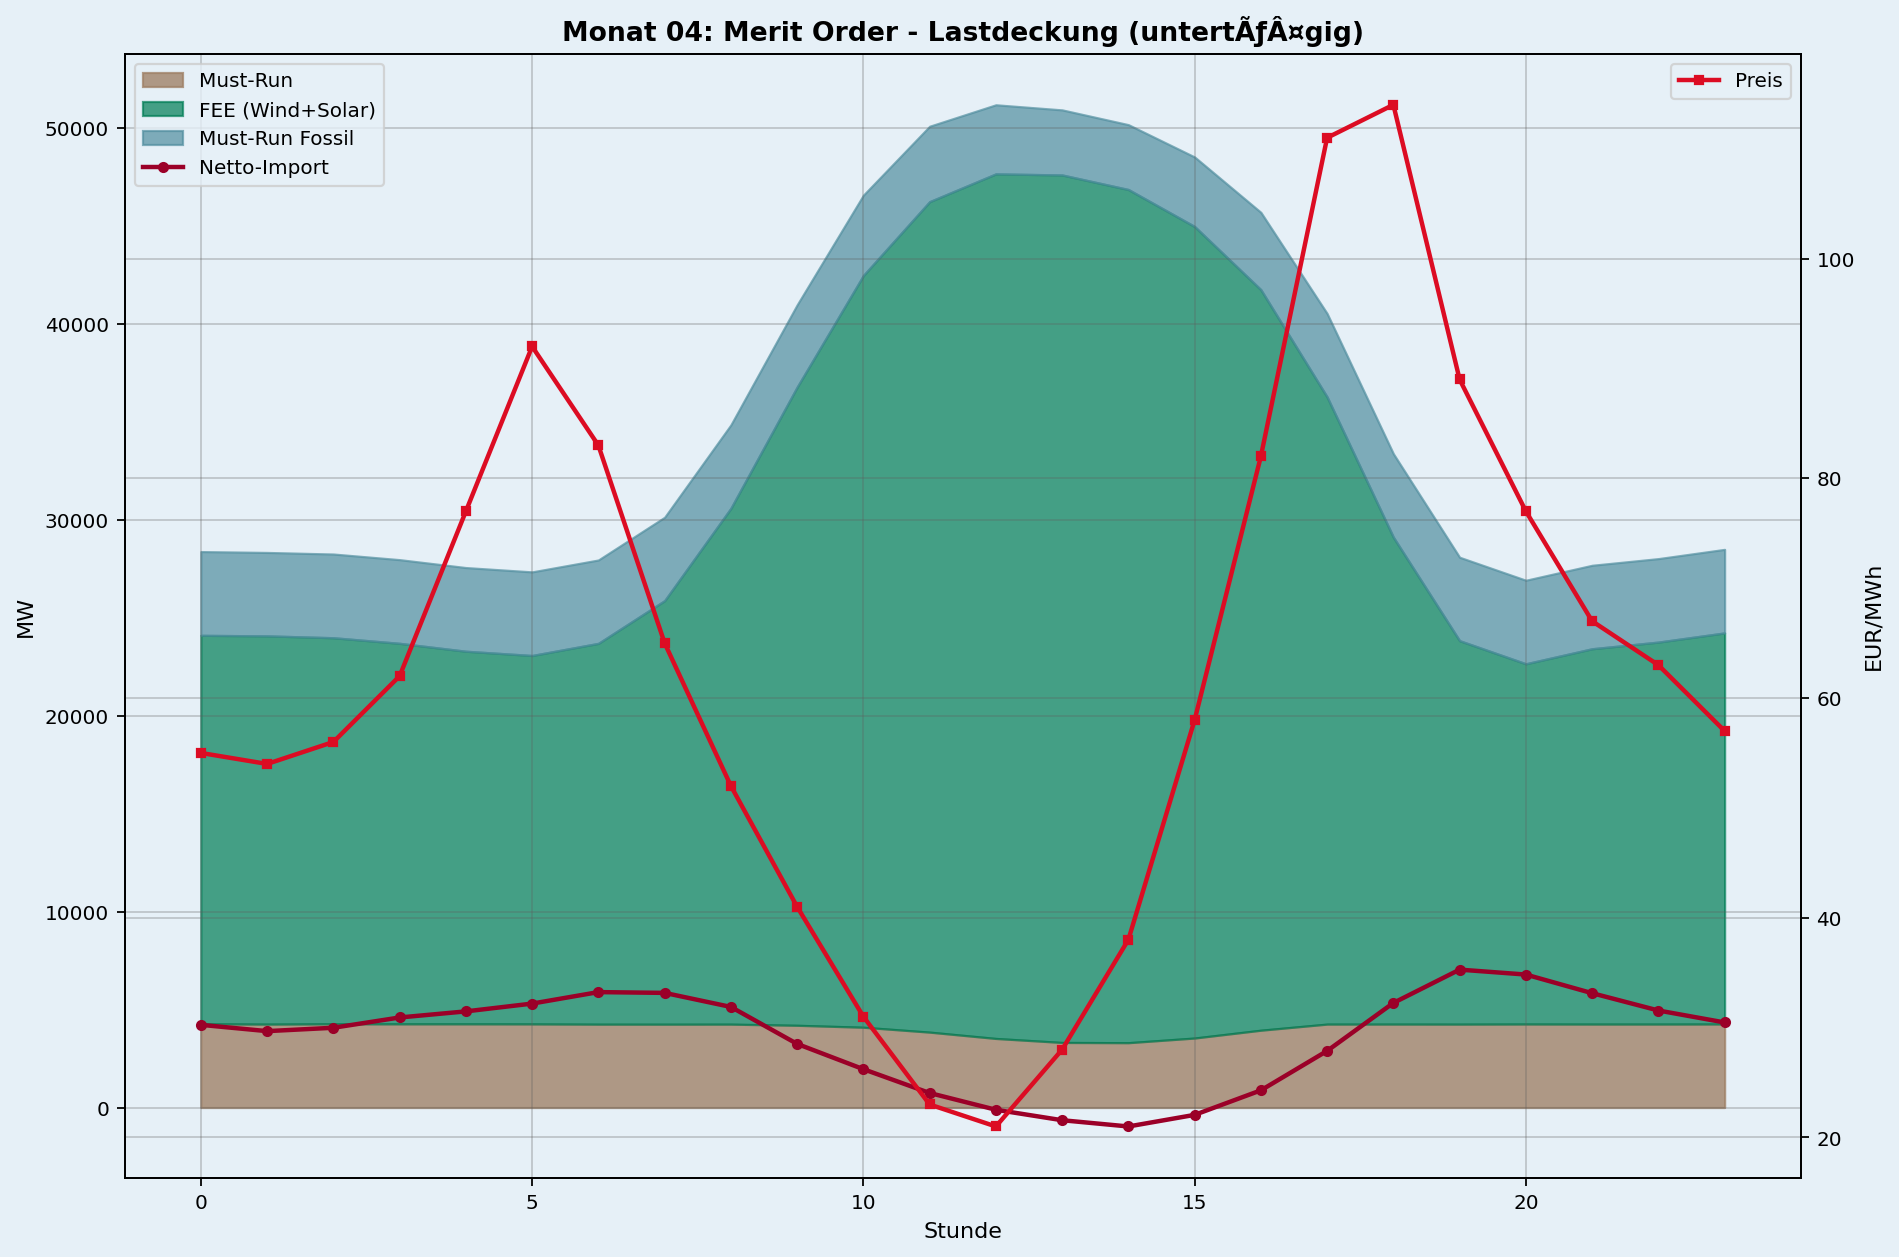 Monat 04: Merit Order - Lastdeckung (untertÃƒÂ¤gig)
Must-Run
FEE (Wind+Solar)
Must-Run Fossil
Netto-Import
Preis
50000
40000
30000
20000
10000
0
MW
100
80
60
40
20
EUR/MWh
0 5 10 15 20
Stunde